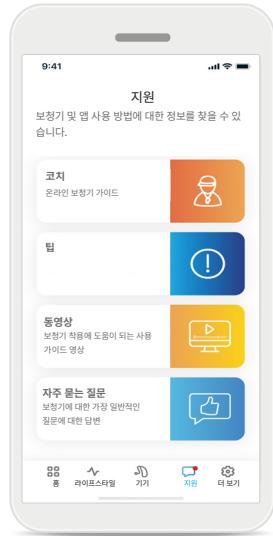 9:41
지원
보청기 및 앱 사용 방법에 대한 정보를 찾을 수 있
습니다.
코치
온라인 보청기 가이드
팁
동영상
보청기 착용에 도움이 되는 사용
가이드 영상
자주 묻는 질문
보청기에 대한 가장 일반적인
질문에 대한 답변
홈 라이프스타일 기기 지원 더 보기